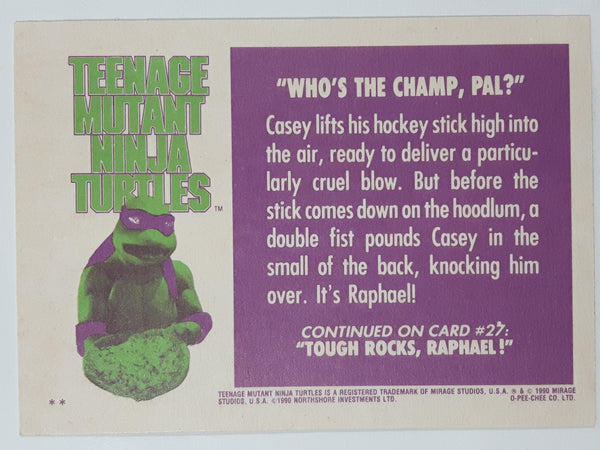 TEENAGE
MUTANT
NINJA
TURTLES™
"WHO'S THE CHAMP, PAL?"
Casey lifts his hockey stick high into
the air, ready to deliver a particu-
larly cruel blow. But before the
stick comes down on the hoodlum, a
double fist pounds Casey in the
small of the back, knocking him
over. It's Raphael!
CONTINUED ON CARD #27:
"TOUGH ROCKS, RAPHAEL!"
TEENAGE MUTANT NINJA TURTLES IS A REGISTERED TRADEMARK OF MIRAGE STUDIOS, U.S.A. ® & © 1990 MIRAGE
STUDIOS, U.S.A. ©1990 NORTHSHORE INVESTMENTS LTD. O-PEE-CHEE CO. LTD.
* *